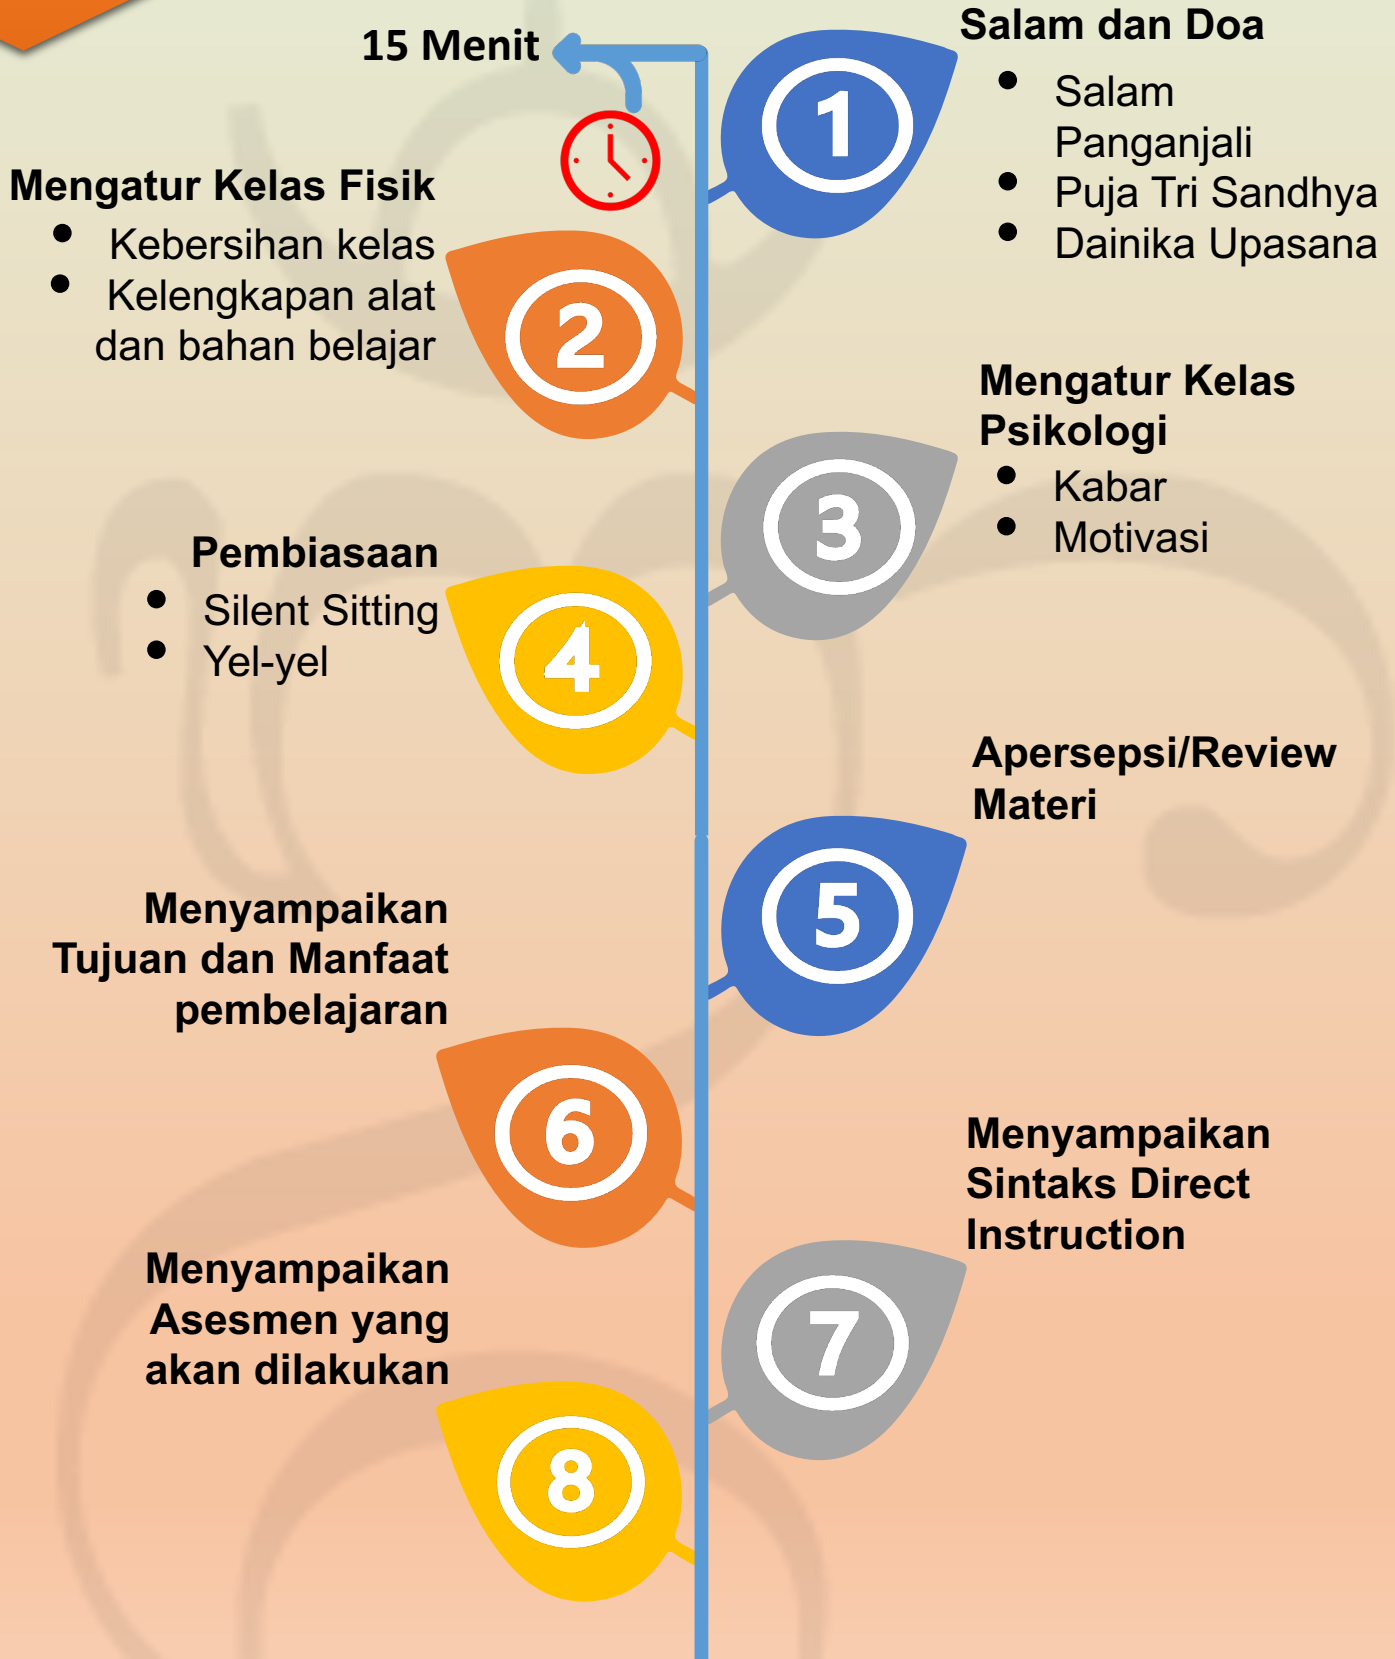 15 Menit
1
Salam dan Doa
• Salam
Panganjali
• Puja Tri Sandhya
• Dainika Upasana
Mengatur Kelas Fisik
• Kebersihan kelas
• Kelengkapan alat
dan bahan belajar
2
Mengatur Kelas
Psikologi
• Kabar
• Motivasi
3
Pembiasaan
• Silent Sitting
• Yel-yel
4
Apersepsi/Review
Materi
5
Menyampaikan
Tujuan dan Manfaat
pembelajaran
6
Menyampaikan
Sintaks Direct
Instruction
7
Menyampaikan
Asesmen yang
akan dilakukan
8